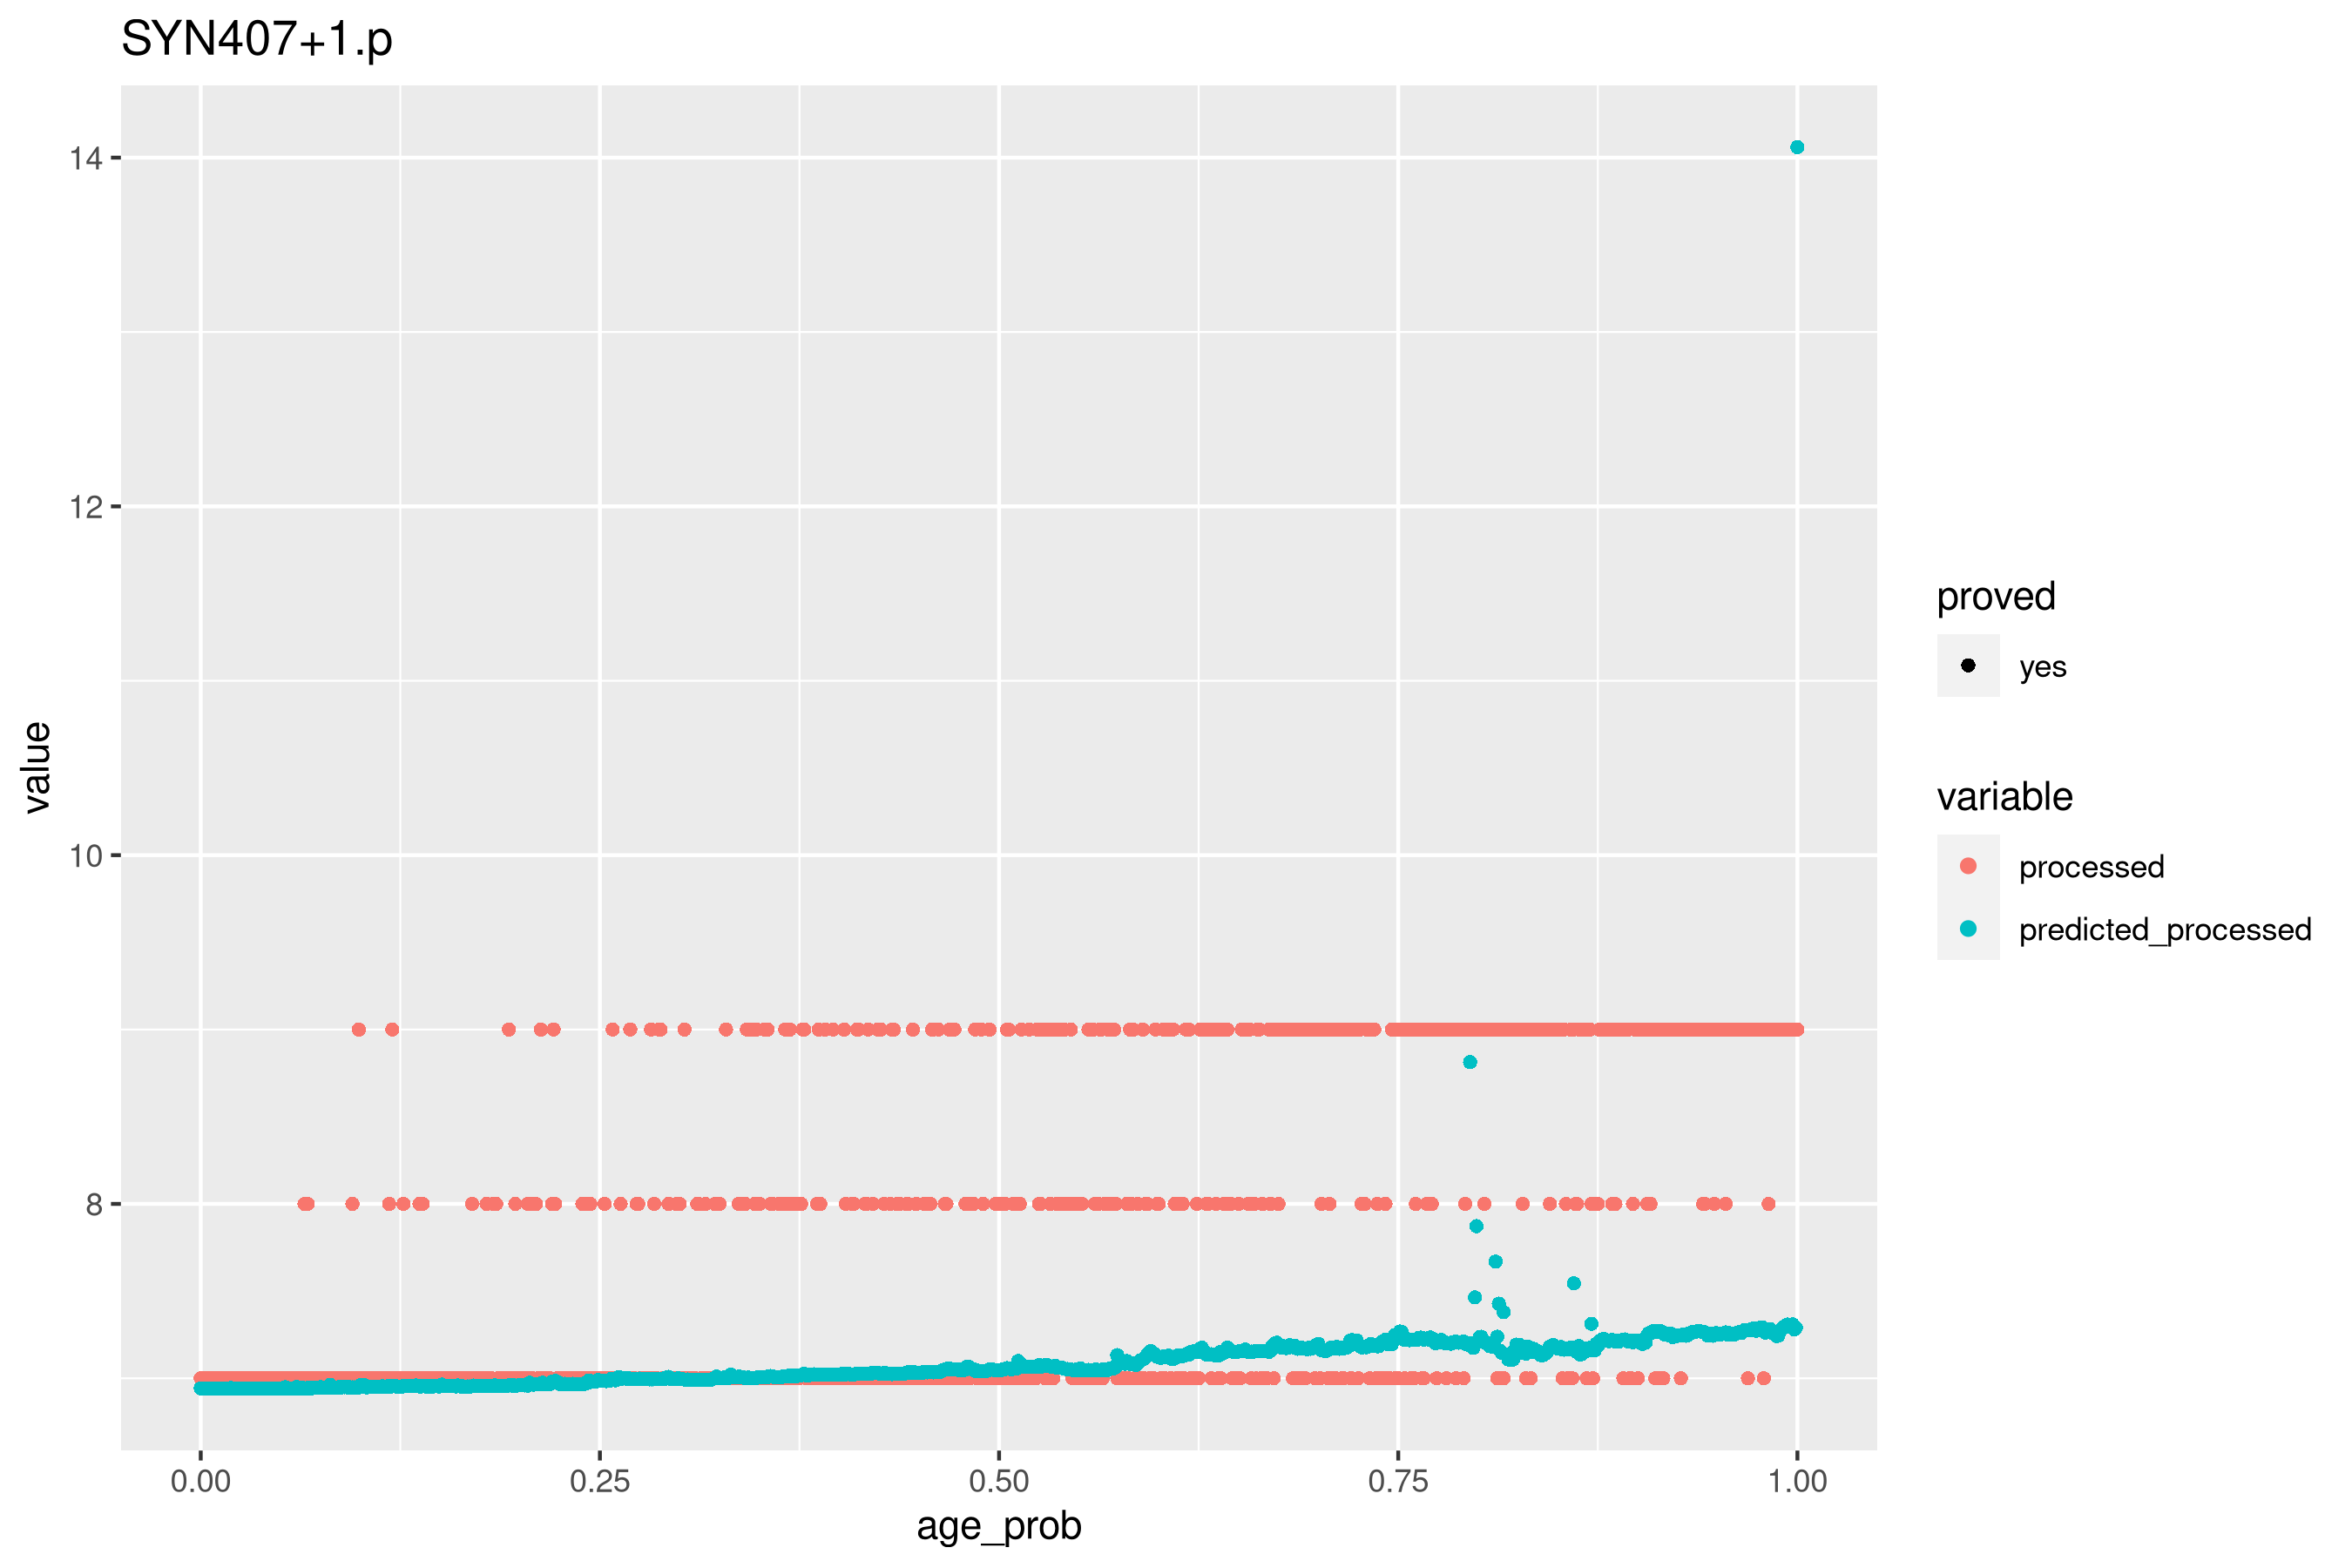 SYN407+1.p
14
12
10
8
value
0.00 0.25 0.50 0.75 1.00
age_prob
proved
yes
variable
processed
predicted_processed